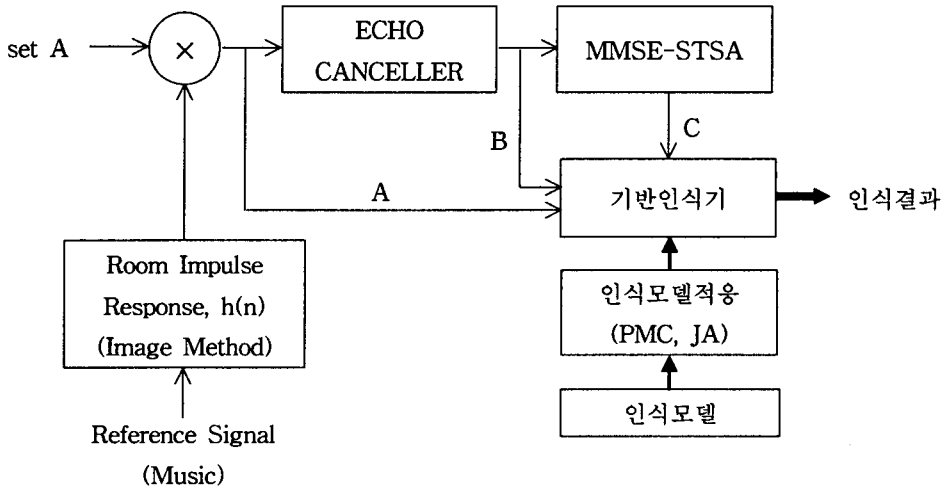 set A
×
ECHO
CANCELLER
MMSE-STSA
B
C
A
기반인식기
인식결과
Room Impulse
Response, h(n)
(Image Method)
인식모델적응
(PMC, JA)
인식모델
Reference Signal
(Music)